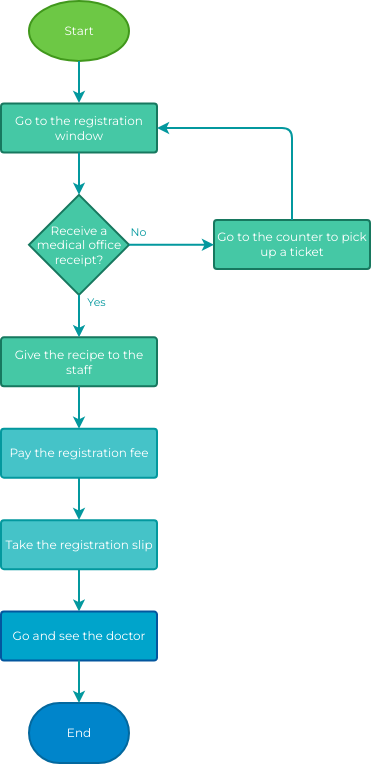 Start
Go to the registration
window
Receive a
medical office
receipt?
No
Go to the counter to pick
up a ticket
Yes
Give the recipe to the
staff
Pay the registration fee
Take the registration slip
Go and see the doctor
End